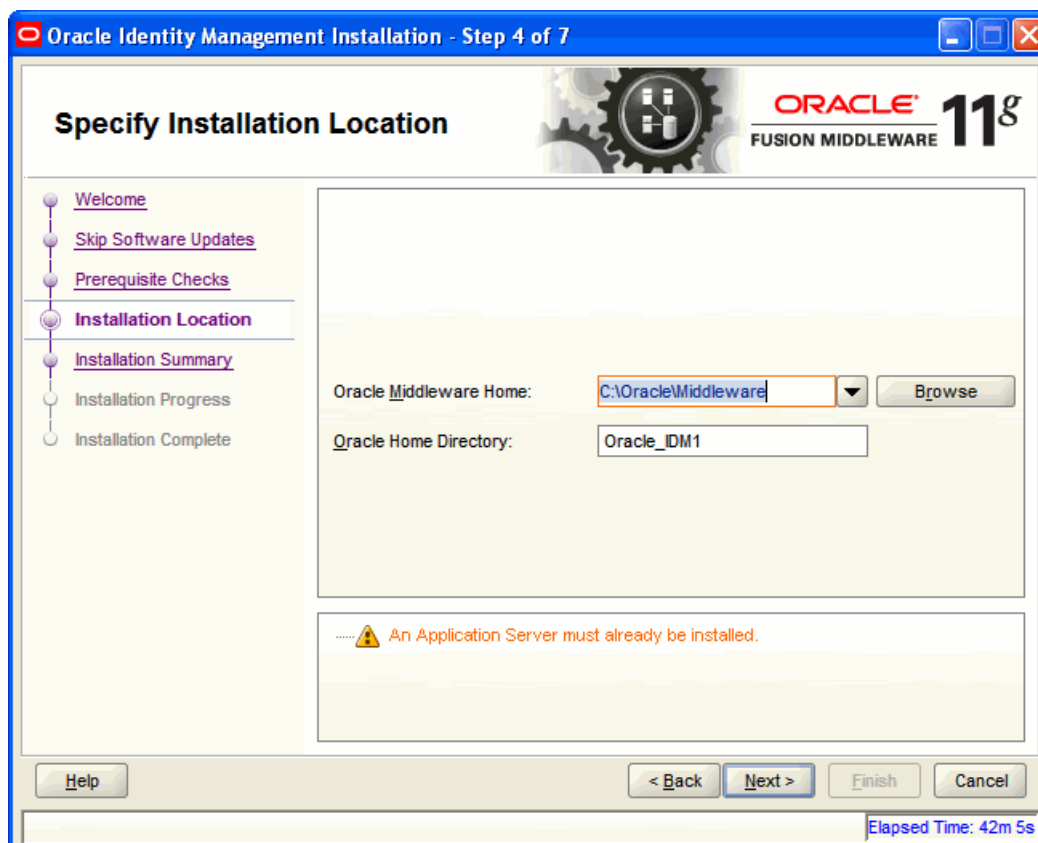 Oracle Identity Management Installation - Step 4 of 7
Specify Installation Location
ORACLE®
FUSION MIDDLEWARE
11g
Welcome
Skip Software Updates
Prerequisite Checks
Installation Location
Installation Summary
Installation Progress
Installation Complete
Oracle Middleware Home:
C:\Oracle\Middleware
Browse
Oracle Home Directory:
Oracle_IDM1
An Application Server must already be installed.
Help
< Back
Next >
Finish
Cancel
Elapsed Time: 42m 5s